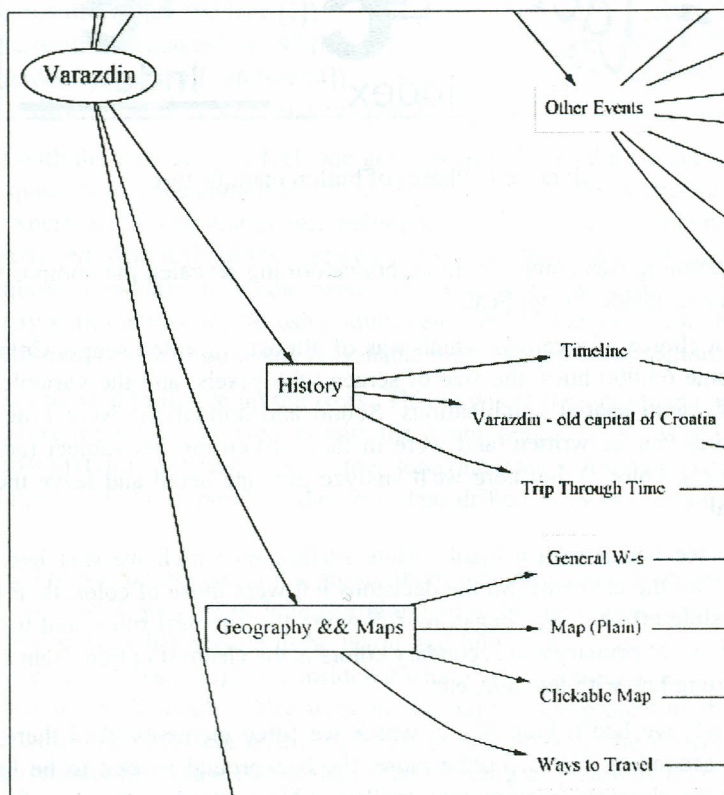 Varazdin
Other Events
Timeline
History
Varazdin - old capital of Croatia
Trip Through Time
General W-s
Geography && Maps
Map (Plain)
Clickable Map
Ways to Travel